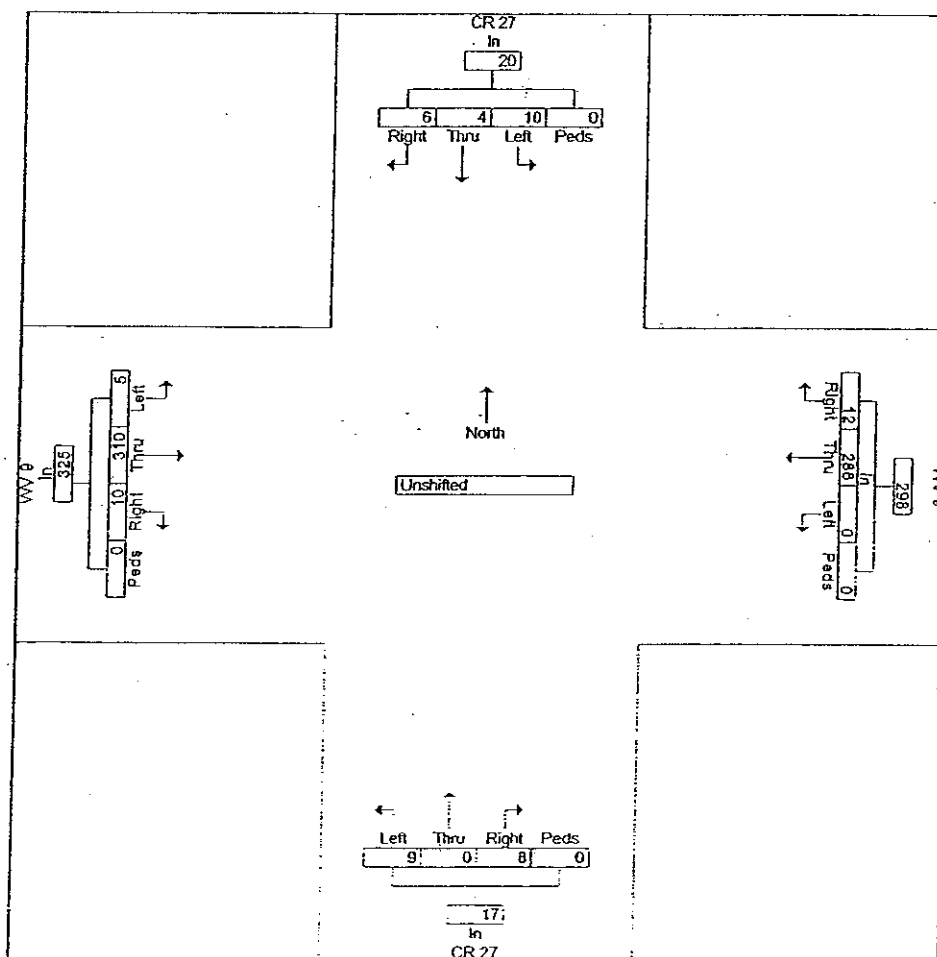 CR 27
In
20
6 4 10 0
Right Thru Left Peds
5 310 10 0
Left Thru Right Peds
325
In
North
Unshifted
Right Thru Left Peds
12 288 0 0
In
298
Left Thru Right Peds
9 0 8 0
17
In
CR 27